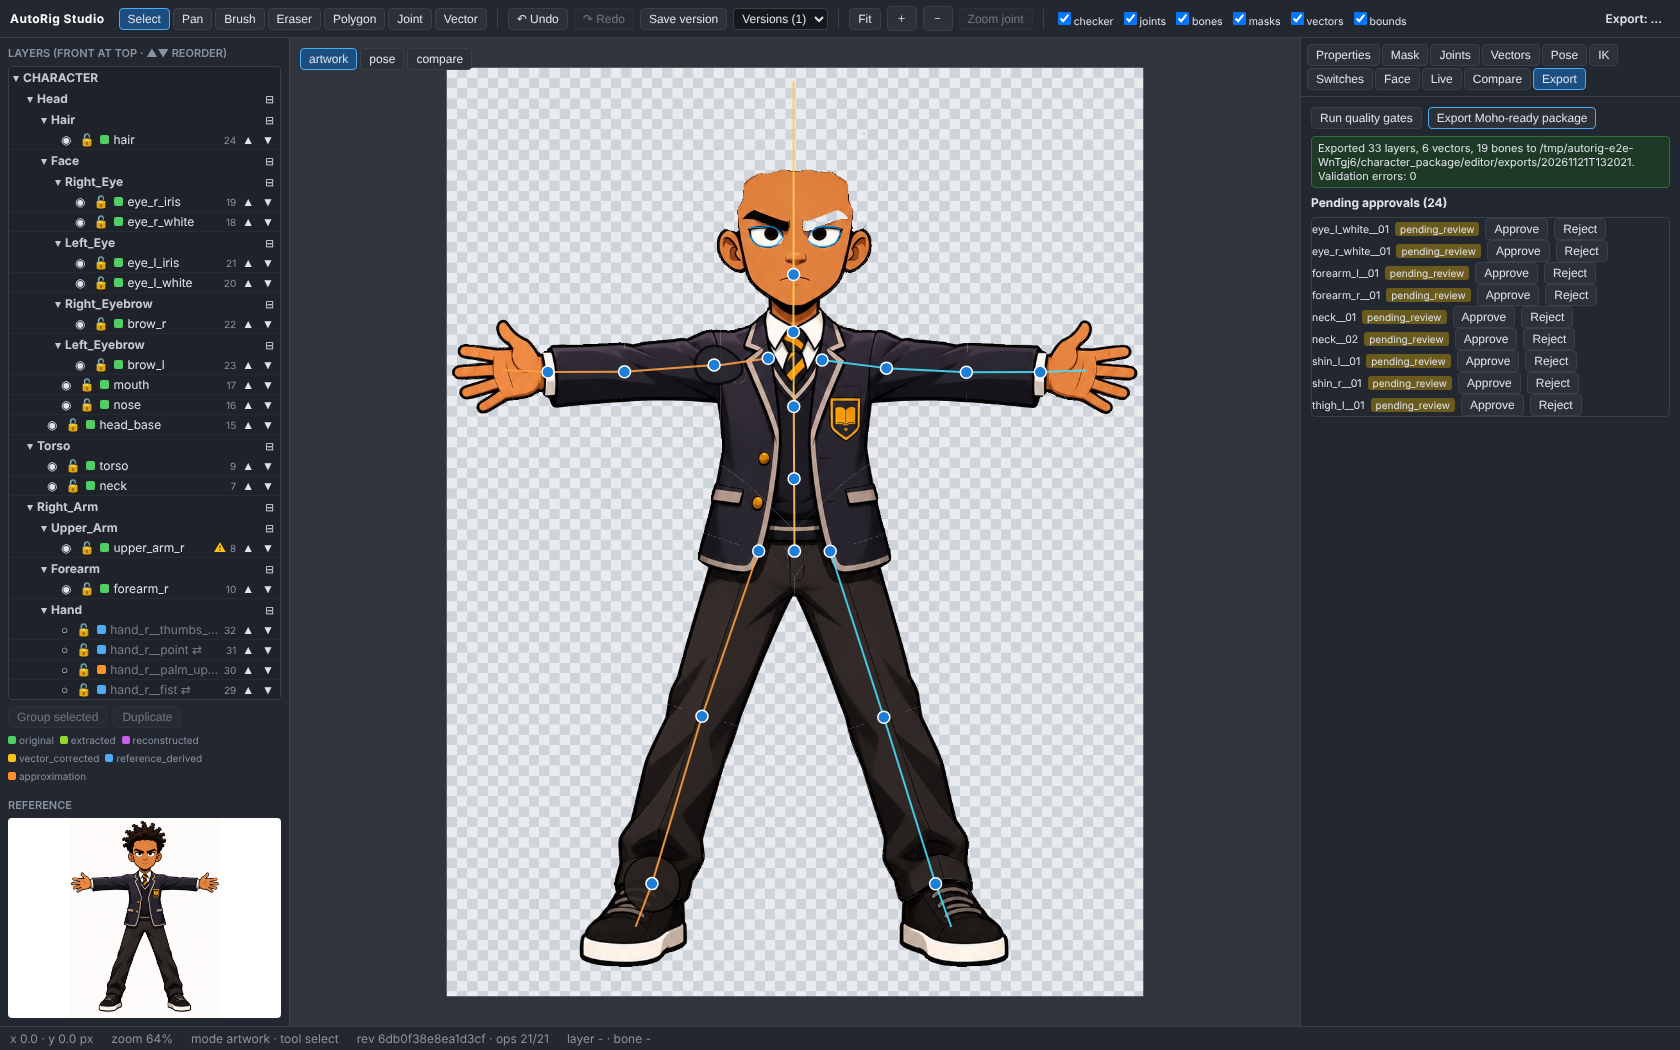 AutoRig Studio Select Pan Brush Eraser Polygon Joint Vector ↶ Undo ↷ Redo Save version Versions (1) Fit + − Zoom joint checker joints bones masks vectors bounds Export: ...
LAYERS (FRONT AT TOP · ▲▼ REORDER)
▾ CHARACTER
▾ Head
▾ Hair
hair 24 ▲ ▼
▾ Face
▾ Right_Eye
eye_r_iris 19 ▲ ▼
eye_r_white 18 ▲ ▼
▾ Left_Eye
eye_l_iris 21 ▲ ▼
eye_l_white 20 ▲ ▼
▾ Right_Eyebrow
brow_r 22 ▲ ▼
▾ Left_Eyebrow
brow_l 23 ▲ ▼
mouth 17 ▲ ▼
nose 16 ▲ ▼
head_base 15 ▲ ▼
▾ Torso
torso 9 ▲ ▼
neck 7 ▲ ▼
▾ Right_Arm
▾ Upper_Arm
upper_arm_r 8 ▲ ▼
▾ Forearm
forearm_r 10 ▲ ▼
▾ Hand
hand_r__thumbs_... 32 ▲ ▼
hand_r__point ⇄ 31 ▲ ▼
hand_r__palm_up... 30 ▲ ▼
hand_r__fist ⇄ 29 ▲ ▼
Group selected Duplicate
original extracted reconstructed
vector_corrected reference_derived
approximation
REFERENCE
artwork pose compare
Properties Mask Joints Vectors Pose IK
Switches Face Live Compare Export
Run quality gates Export Moho-ready package
Exported 33 layers, 6 vectors, 19 bones to /tmp/autorig-e2e-
WnTgj6/character_package/editor/exports/20261121T132021.
Validation errors: 0
Pending approvals (24)
eye_l_white__01 pending_review Approve Reject
eye_r_white__01 pending_review Approve Reject
forearm_l__01 pending_review Approve Reject
forearm_r__01 pending_review Approve Reject
neck__01 pending_review Approve Reject
neck__02 pending_review Approve Reject
shin_l__01 pending_review Approve Reject
shin_r__01 pending_review Approve Reject
thigh_l__01 pending_review Approve Reject
x 0.0 · y 0.0 px zoom 64% mode artwork · tool select rev 6db0f38e8ea1d3cf · ops 21/21 layer - · bone -